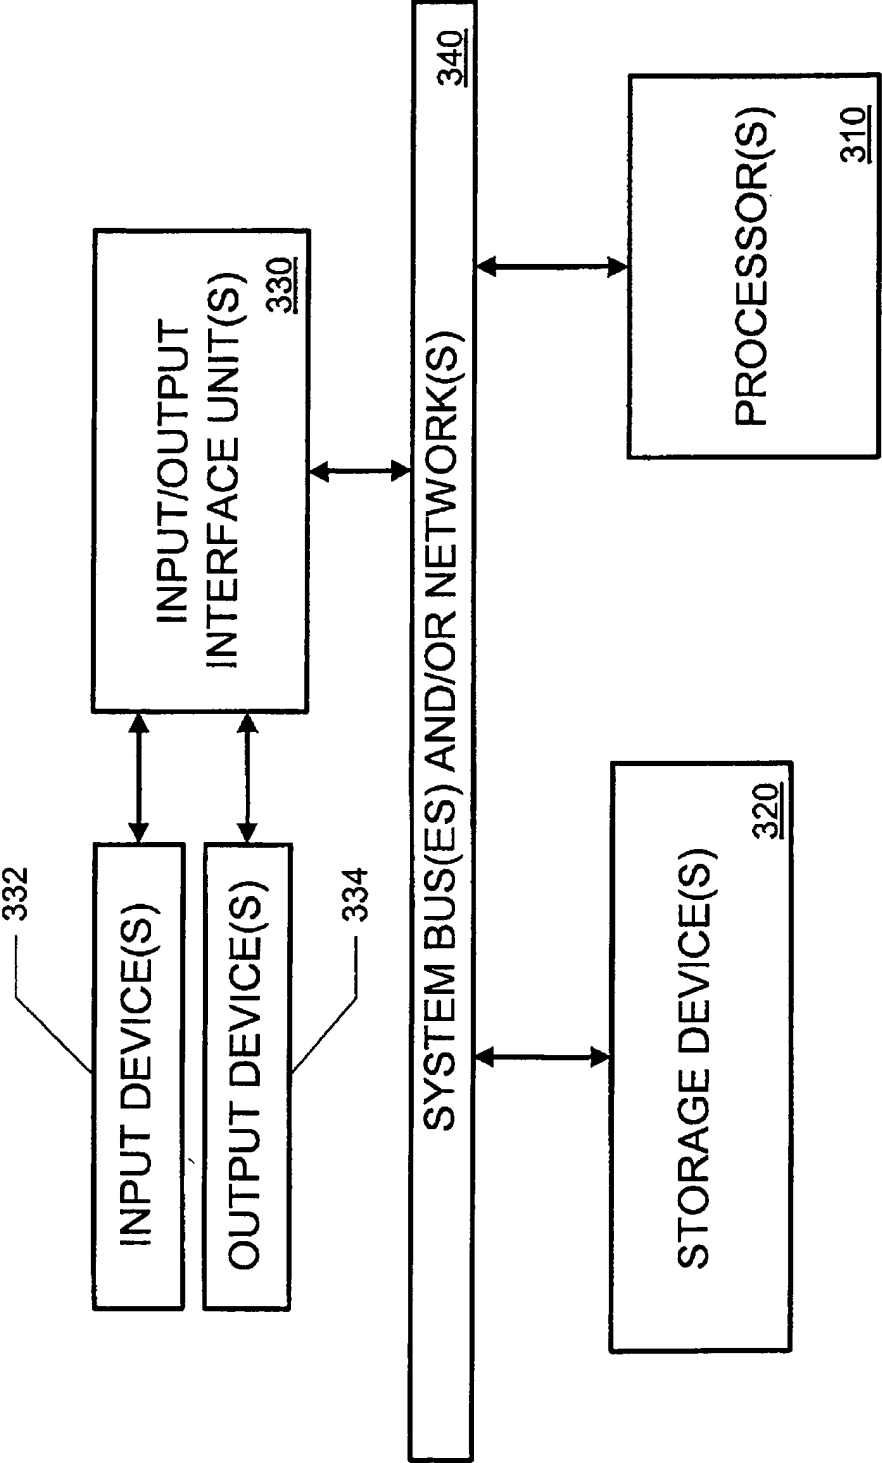 332
INPUT DEVICE(S)
OUTPUT DEVICE(S)
334
INPUT/OUTPUT
INTERFACE UNIT(S)
330
SYSTEM BUS(ES) AND/OR NETWORK(S)
340
STORAGE DEVICE(S)
320
PROCESSOR(S)
310